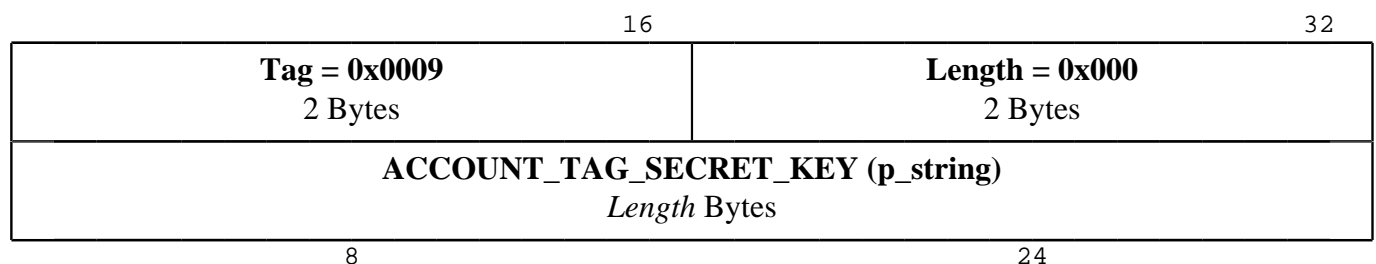 16 32
Tag = 0x0009 Length = 0x000
2 Bytes 2 Bytes
ACCOUNT_TAG_SECRET_KEY (p_string)
Length Bytes
8 24